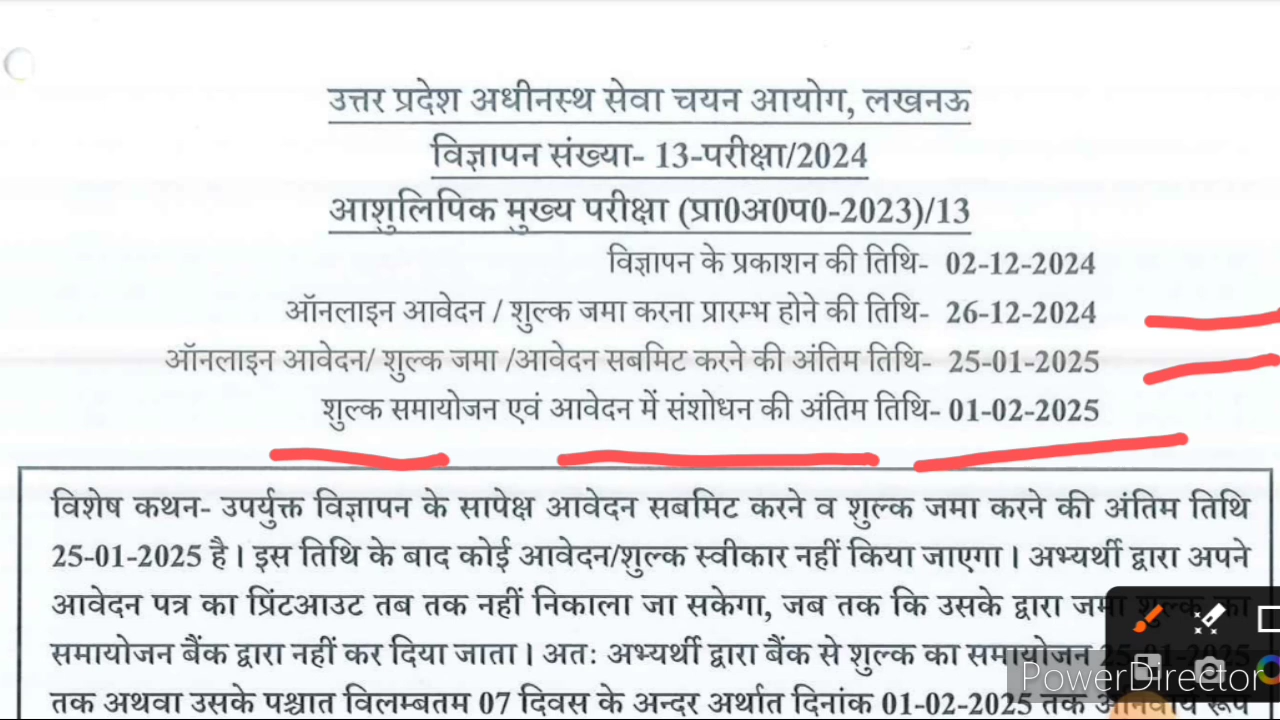 उत्तर प्रदेश अधीनस्थ सेवा चयन आयोग, लखनऊ
विज्ञापन संख्या- 13-परीक्षा/2024
आशुलिपिक मुख्य परीक्षा (प्रा0अ0प0-2023)/13
विज्ञापन के प्रकाशन की तिथि- 02-12-2024
ऑनलाइन आवेदन / शुल्क जमा करना प्रारम्भ होने की तिथि- 26-12-2024
ऑनलाइन आवेदन/ शुल्क जमा /आवेदन सबमिट करने की अंतिम तिथि- 25-01-2025
शुल्क समायोजन एवं आवेदन में संशोधन की अंतिम तिथि- 01-02-2025
विशेष कथन- उपर्युक्त विज्ञापन के सापेक्ष आवेदन सबमिट करने व शुल्क जमा करने की अंतिम तिथि
25-01-2025 है। इस तिथि के बाद कोई आवेदन/शुल्क स्वीकार नहीं किया जाएगा। अभ्यर्थी द्वारा अपने
आवेदन पत्र का प्रिंटआउट तब तक नहीं निकाला जा सकेगा, जब तक कि उसके द्वारा जमा शुल्क का
समायोजन बैंक द्वारा नहीं कर दिया जाता। अतः अभ्यर्थी द्वारा बैंक से शुल्क का समायोजन 25-01-2025
तक अथवा उसके पश्चात विलम्बतम 07 दिवस के अन्दर अर्थात दिनांक 01-02-2025 तक अनिवार्य रूप
PowerDirector